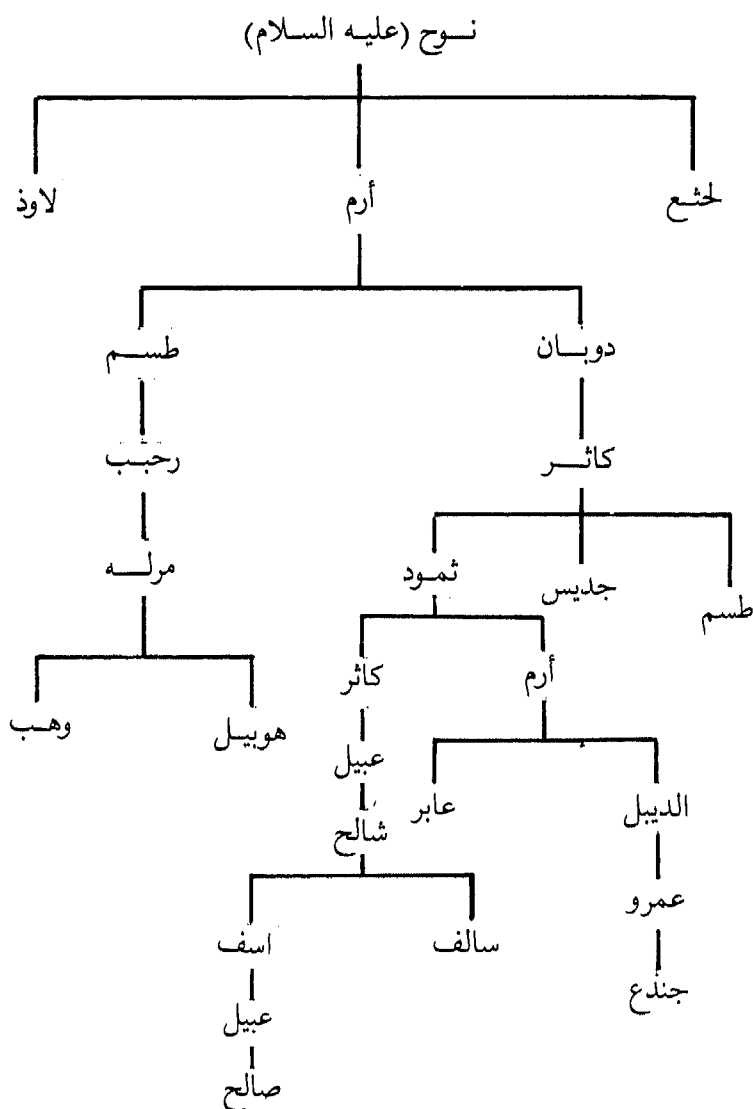 نوح (عليه السلام)
لحثع
أرم
لاوذ
دوبان
طسم
كاثر
رحبب
ثمود
جديس
طسم
مرله
أرم
كاثر
هوبيل
وهب
الديبل
عابر
عبيل
شالح
عمرو
سالف
اسف
جندع
عبيل
صالح